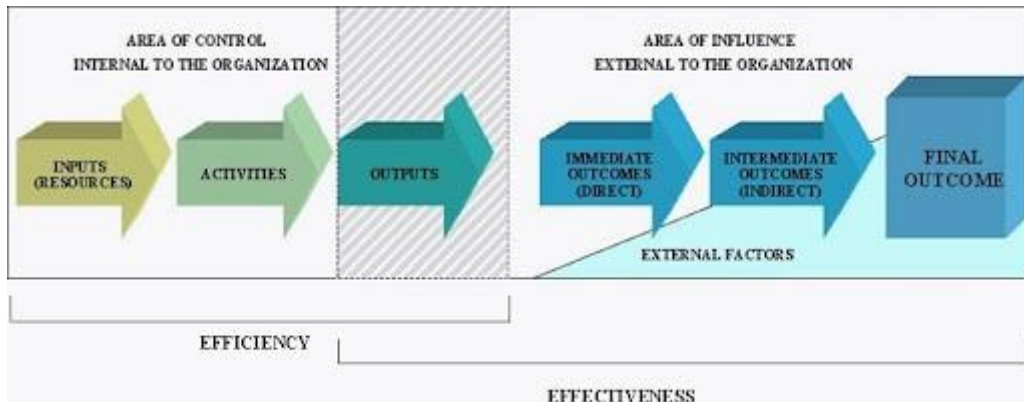 AREA OF CONTROL
INTERNAL TO THE ORGANIZATION
AREA OF INFLUENCE
EXTERNAL TO THE ORGANIZATION
INPUTS
(RESOURCES)
ACTIVITIES
OUTPUTS
IMMEDIATE
OUTCOMES
(DIRECT)
INTERMEDIATE
OUTCOMES
(INDIRECT)
FINAL
OUTCOME
EXTERNAL FACTORS
EFFICIENCY
EFFECTIVENESS